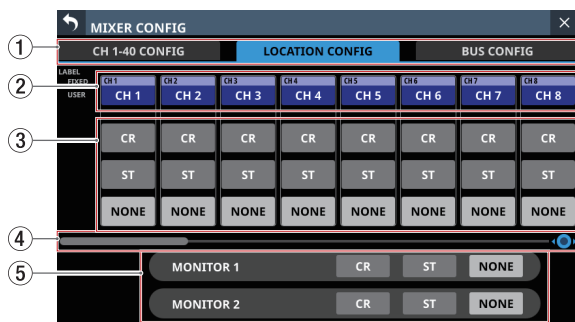 MIXER CONFIG ×
1 CH 1-40 CONFIG LOCATION CONFIG BUS CONFIG
LABEL
FIXED CH 1 CH 2 CH 3 CH 4 CH 5 CH 6 CH 7 CH 8
2 USER CH 1 CH 2 CH 3 CH 4 CH 5 CH 6 CH 7 CH 8
3 CR CR CR CR CR CR CR CR
ST ST ST ST ST ST ST ST
NONE NONE NONE NONE NONE NONE NONE NONE
4
5 MONITOR 1 CR ST NONE
MONITOR 2 CR ST NONE